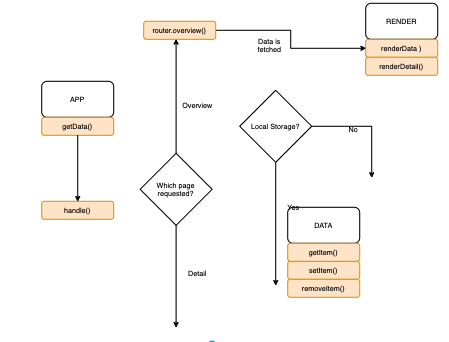 RENDER
router.overview()
Data is
fetched
renderData )
renderDetail()
APP
Overview
getData()
Local Storage?
No
Which page
requested?
handle()
Yes
DATA
getItem()
setItem()
Detail
removeItem()